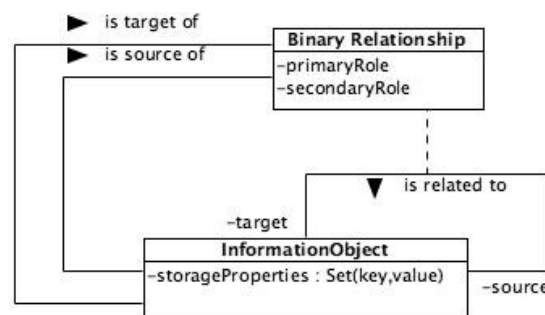 is target of
is source of
Binary Relationship
-primaryRole
-secondaryRole
is related to
-target
InformationObject
-storageProperties : Set(key,value)
-source